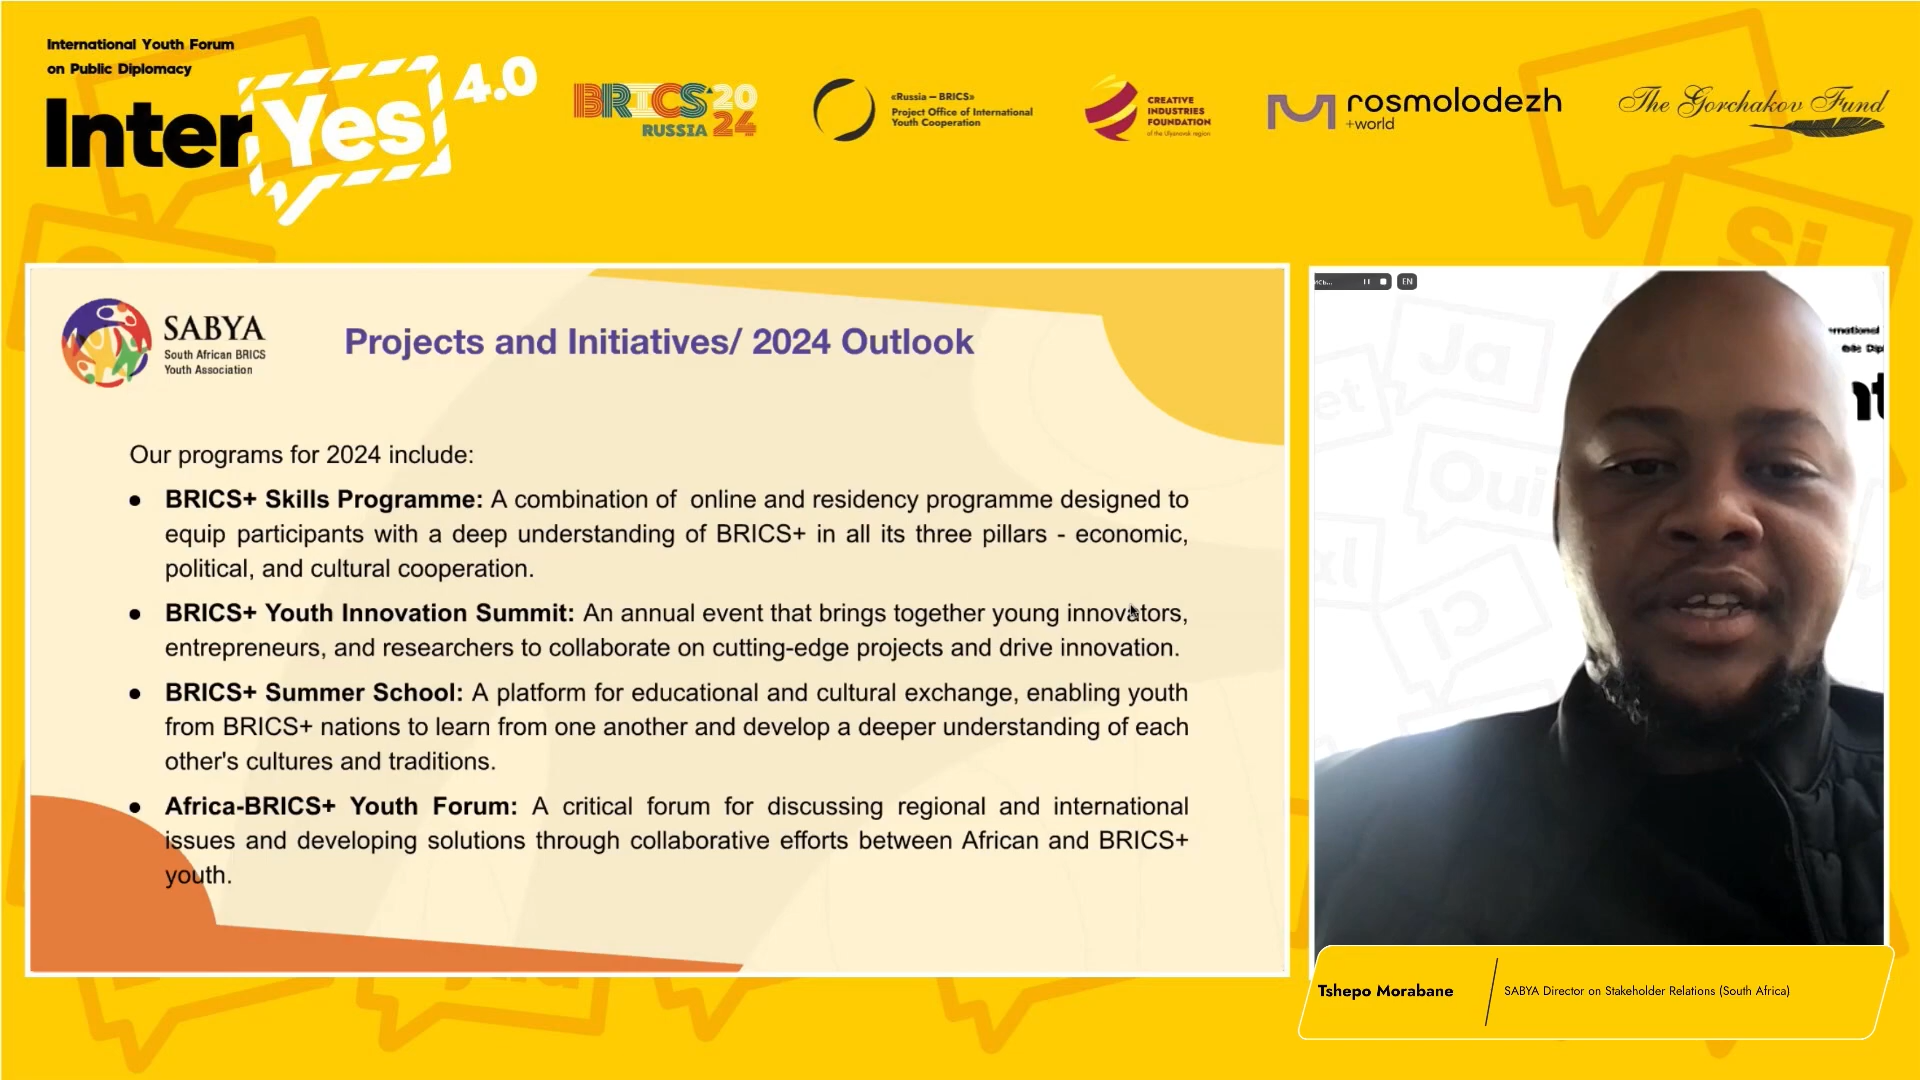 International Youth Forum
on Public Diplomacy
InterYes 4.0
BRICS 2024
RUSSIA
«Russia – BRICS»
Project Office of International
Youth Cooperation
CREATIVE
INDUSTRIES
FOUNDATION
of the Ulyanovsk region
rosmolodezh
+world
The Gorchakov Fund
Si
SABYA
South African BRICS
Youth Association
Projects and Initiatives/ 2024 Outlook
Our programs for 2024 include:
● BRICS+ Skills Programme: A combination of online and residency programme designed to
equip participants with a deep understanding of BRICS+ in all its three pillars - economic,
political, and cultural cooperation.
● BRICS+ Youth Innovation Summit: An annual event that brings together young innovators,
entrepreneurs, and researchers to collaborate on cutting-edge projects and drive innovation.
● BRICS+ Summer School: A platform for educational and cultural exchange, enabling youth
from BRICS+ nations to learn from one another and develop a deeper understanding of each
other's cultures and traditions.
● Africa-BRICS+ Youth Forum: A critical forum for discussing regional and international
issues and developing solutions through collaborative efforts between African and BRICS+
youth.
EN
Ja
Oui
Tshepo Morabane
SABYA Director on Stakeholder Relations (South Africa)